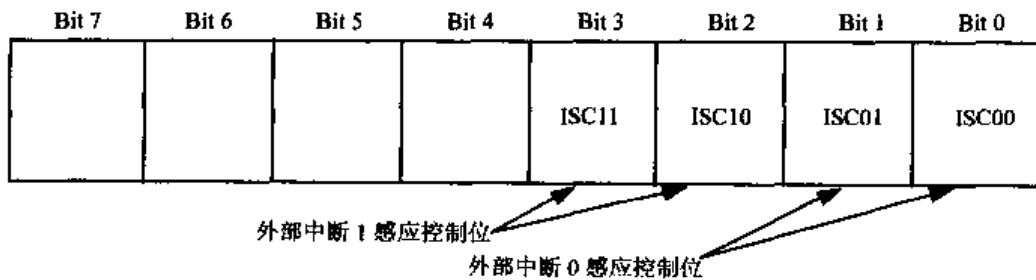 Bit 7 Bit 6 Bit 5 Bit 4 Bit 3 Bit 2 Bit 1 Bit 0
ISC11 ISC10 ISC01 ISC00
外部中断 1 感应控制位
外部中断 0 感应控制位